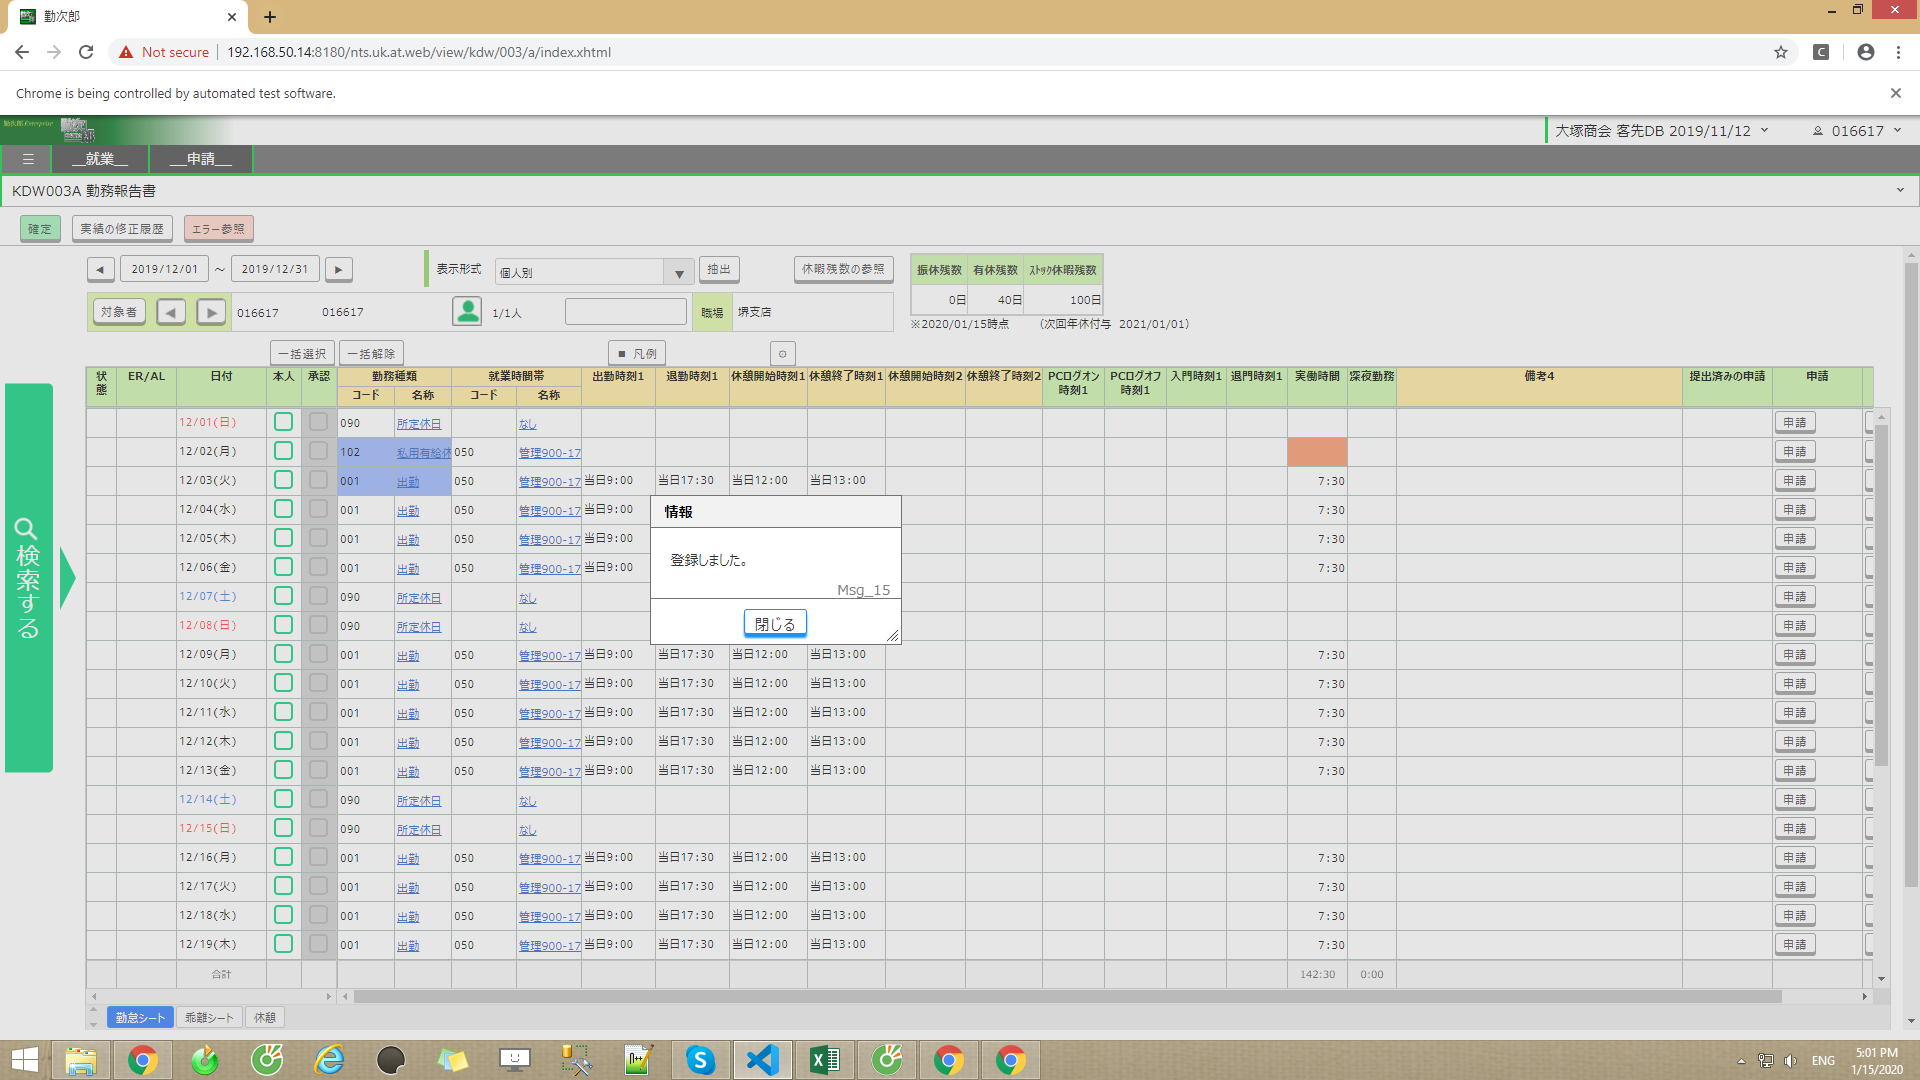 勤次郎
Not secure 192.168.50.14:8180/nts.uk.at.web/view/kdw/003/a/index.xhtml
Chrome is being controlled by automated test software.
大塚商会 客先DB 2019/11/12 016617
__就業__ __申請__
KDW003A 勤務報告書
確定 実績の修正履歴 エラー参照
2019/12/01 ～ 2019/12/31 表示形式 個人別 抽出 休暇残数の参照
振休残数 有休残数 ストック休暇残数
0日 40日 100日
※2020/01/15時点 （次回年休付与 2021/01/01）
対象者 016617 016617 1/1人 職場 堺支店
一括選択 一括解除 ■ 凡例
状態 ER/AL 日付 本人 承認 勤務種類 就業時間帯 出勤時刻1 退勤時刻1 休憩開始時刻1 休憩終了時刻1 休憩開始時刻2 休憩終了時刻2 PCログオン時刻1 PCログオフ時刻1 入門時刻1 退門時刻1 実働時間 深夜勤務 備考4 提出済みの申請 申請
コード 名称 コード 名称
12/01(日) 090 所定休日 なし 申請
12/02(月) 102 私用有給休 050 管理900-17 申請
12/03(火) 001 出勤 050 管理900-17 当日9:00 当日17:30 当日12:00 当日13:00 7:30 申請
12/04(水) 001 出勤 050 管理900-17 当日9:00 7:30 申請
12/05(木) 001 出勤 050 管理900-17 当日9:00 7:30 申請
12/06(金) 001 出勤 050 管理900-17 当日9:00 7:30 申請
12/07(土) 090 所定休日 なし 申請
12/08(日) 090 所定休日 なし 申請
12/09(月) 001 出勤 050 管理900-17 当日9:00 当日17:30 当日12:00 当日13:00 7:30 申請
12/10(火) 001 出勤 050 管理900-17 当日9:00 当日17:30 当日12:00 当日13:00 7:30 申請
12/11(水) 001 出勤 050 管理900-17 当日9:00 当日17:30 当日12:00 当日13:00 7:30 申請
12/12(木) 001 出勤 050 管理900-17 当日9:00 当日17:30 当日12:00 当日13:00 7:30 申請
12/13(金) 001 出勤 050 管理900-17 当日9:00 当日17:30 当日12:00 当日13:00 7:30 申請
12/14(土) 090 所定休日 なし 申請
12/15(日) 090 所定休日 なし 申請
12/16(月) 001 出勤 050 管理900-17 当日9:00 当日17:30 当日12:00 当日13:00 7:30 申請
12/17(火) 001 出勤 050 管理900-17 当日9:00 当日17:30 当日12:00 当日13:00 7:30 申請
12/18(水) 001 出勤 050 管理900-17 当日9:00 当日17:30 当日12:00 当日13:00 7:30 申請
12/19(木) 001 出勤 050 管理900-17 当日9:00 当日17:30 当日12:00 当日13:00 7:30 申請
合計 142:30 0:00
情報
登録しました。
Msg_15
閉じる
検索する
勤怠シート 乖離シート 休憩
ENG
5:01 PM
1/15/2020